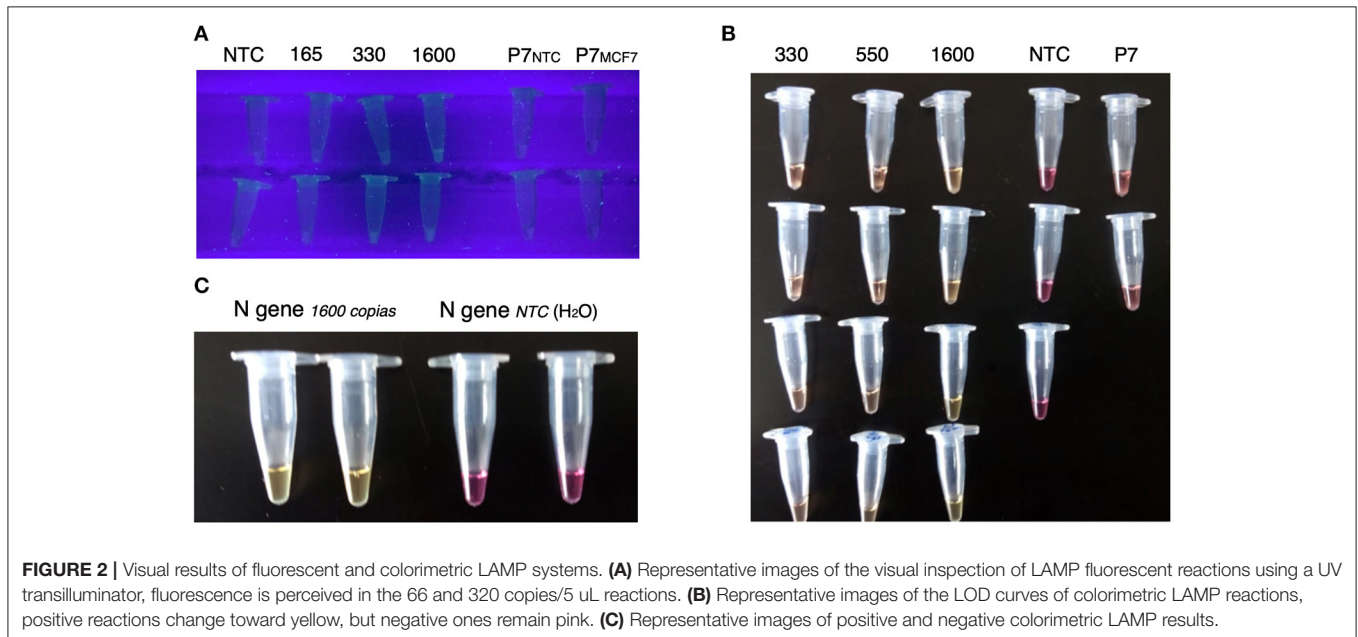 A
NTC 165 330 1600 P7NTC P7MCF7
B
330 550 1600 NTC P7
C
N gene 1600 copias N gene NTC (H₂O)
FIGURE 2 | Visual results of fluorescent and colorimetric LAMP systems. (A) Representative images of the visual inspection of LAMP fluorescent reactions using a UV
transilluminator, fluorescence is perceived in the 66 and 320 copies/5 uL reactions. (B) Representative images of the LOD curves of colorimetric LAMP reactions,
positive reactions change toward yellow, but negative ones remain pink. (C) Representative images of positive and negative colorimetric LAMP results.